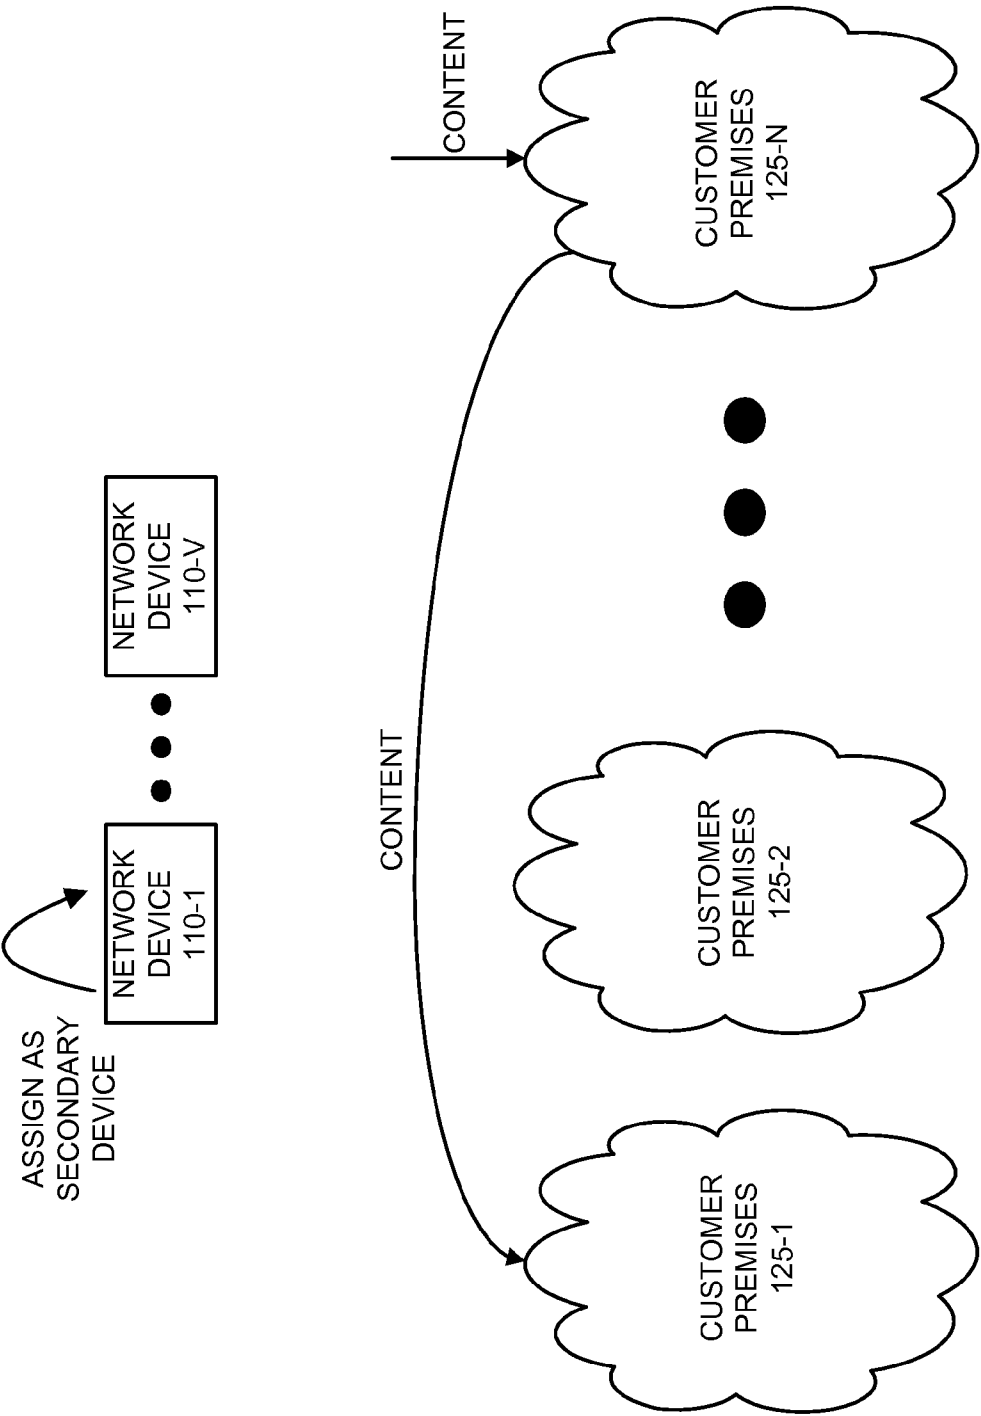 ASSIGN AS
SECONDARY
DEVICE
NETWORK
DEVICE
110-1
NETWORK
DEVICE
110-V
CONTENT
CONTENT
CUSTOMER
PREMISES
125-1
CUSTOMER
PREMISES
125-2
CUSTOMER
PREMISES
125-N